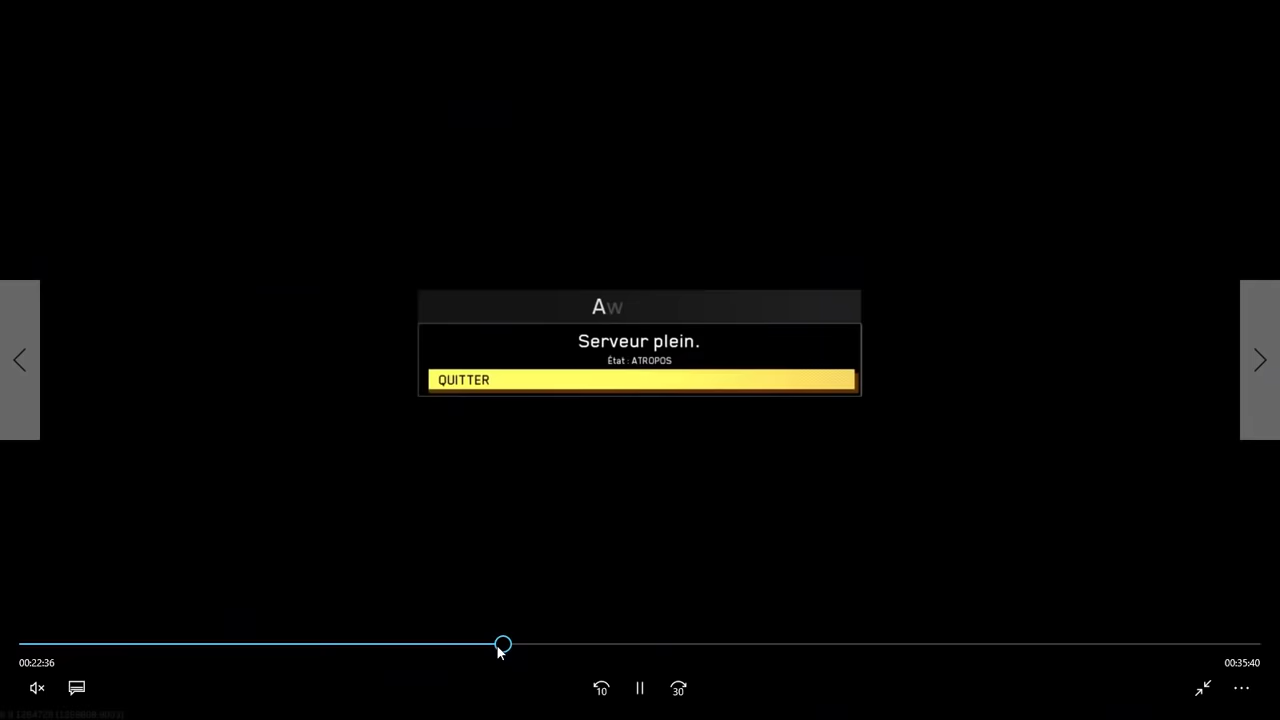 Aw
Serveur plein.
État : ATROPOS
QUITTER
00:22:36
00:35:40
10
30